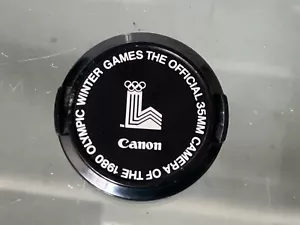 THE OFFICIAL 35MM CAMERA OF THE 1980 OLYMPIC WINTER GAMES
Canon